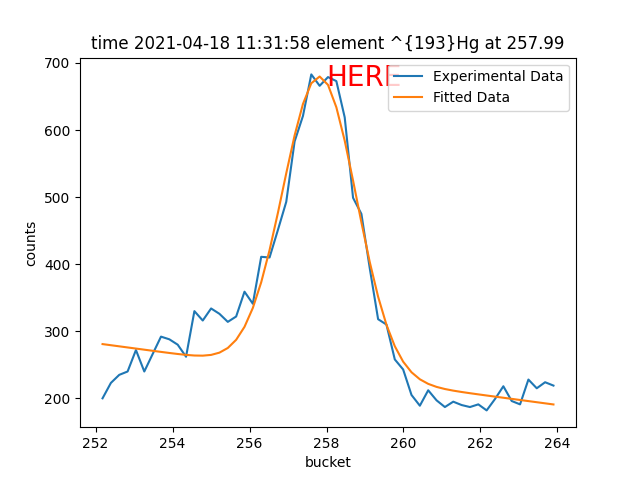 time 2021-04-18 11:31:58 element ^{193}Hg at 257.99
HERE
Experimental Data
Fitted Data
700
600
500
400
300
200
counts
252 254 256 258 260 262 264
bucket